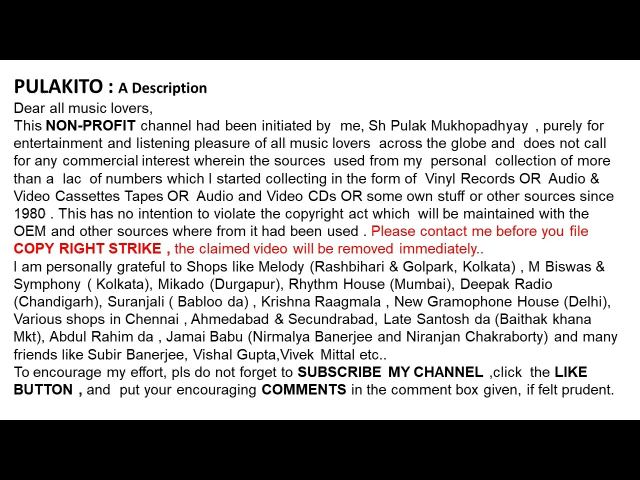 PULAKITO : A Description
Dear all music lovers,
This NON-PROFIT channel had been initiated by me, Sh Pulak Mukhopadhyay , purely for
entertainment and listening pleasure of all music lovers across the globe and does not call
for any commercial interest wherein the sources used from my personal collection of more
than a lac of numbers which I started collecting in the form of Vinyl Records OR Audio &
Video Cassettes Tapes OR Audio and Video CDs OR some own stuff or other sources since
1980 . This has no intention to violate the copyright act which will be maintained with the
OEM and other sources where from it had been used . Please contact me before you file
COPY RIGHT STRIKE , the claimed video will be removed immediately..
I am personally grateful to Shops like Melody (Rashbihari & Golpark, Kolkata) , M Biswas &
Symphony ( Kolkata), Mikado (Durgapur), Rhythm House (Mumbai), Deepak Radio
(Chandigarh), Suranjali ( Babloo da) , Krishna Raagmala , New Gramophone House (Delhi),
Various shops in Chennai , Ahmedabad & Secundrabad, Late Santosh da (Baithak khana
Mkt), Abdul Rahim da , Jamai Babu (Nirmalya Banerjee and Niranjan Chakraborty) and many
friends like Subir Banerjee, Vishal Gupta,Vivek Mittal etc..
To encourage my effort, pls do not forget to SUBSCRIBE MY CHANNEL ,click the LIKE
BUTTON , and put your encouraging COMMENTS in the comment box given, if felt prudent.